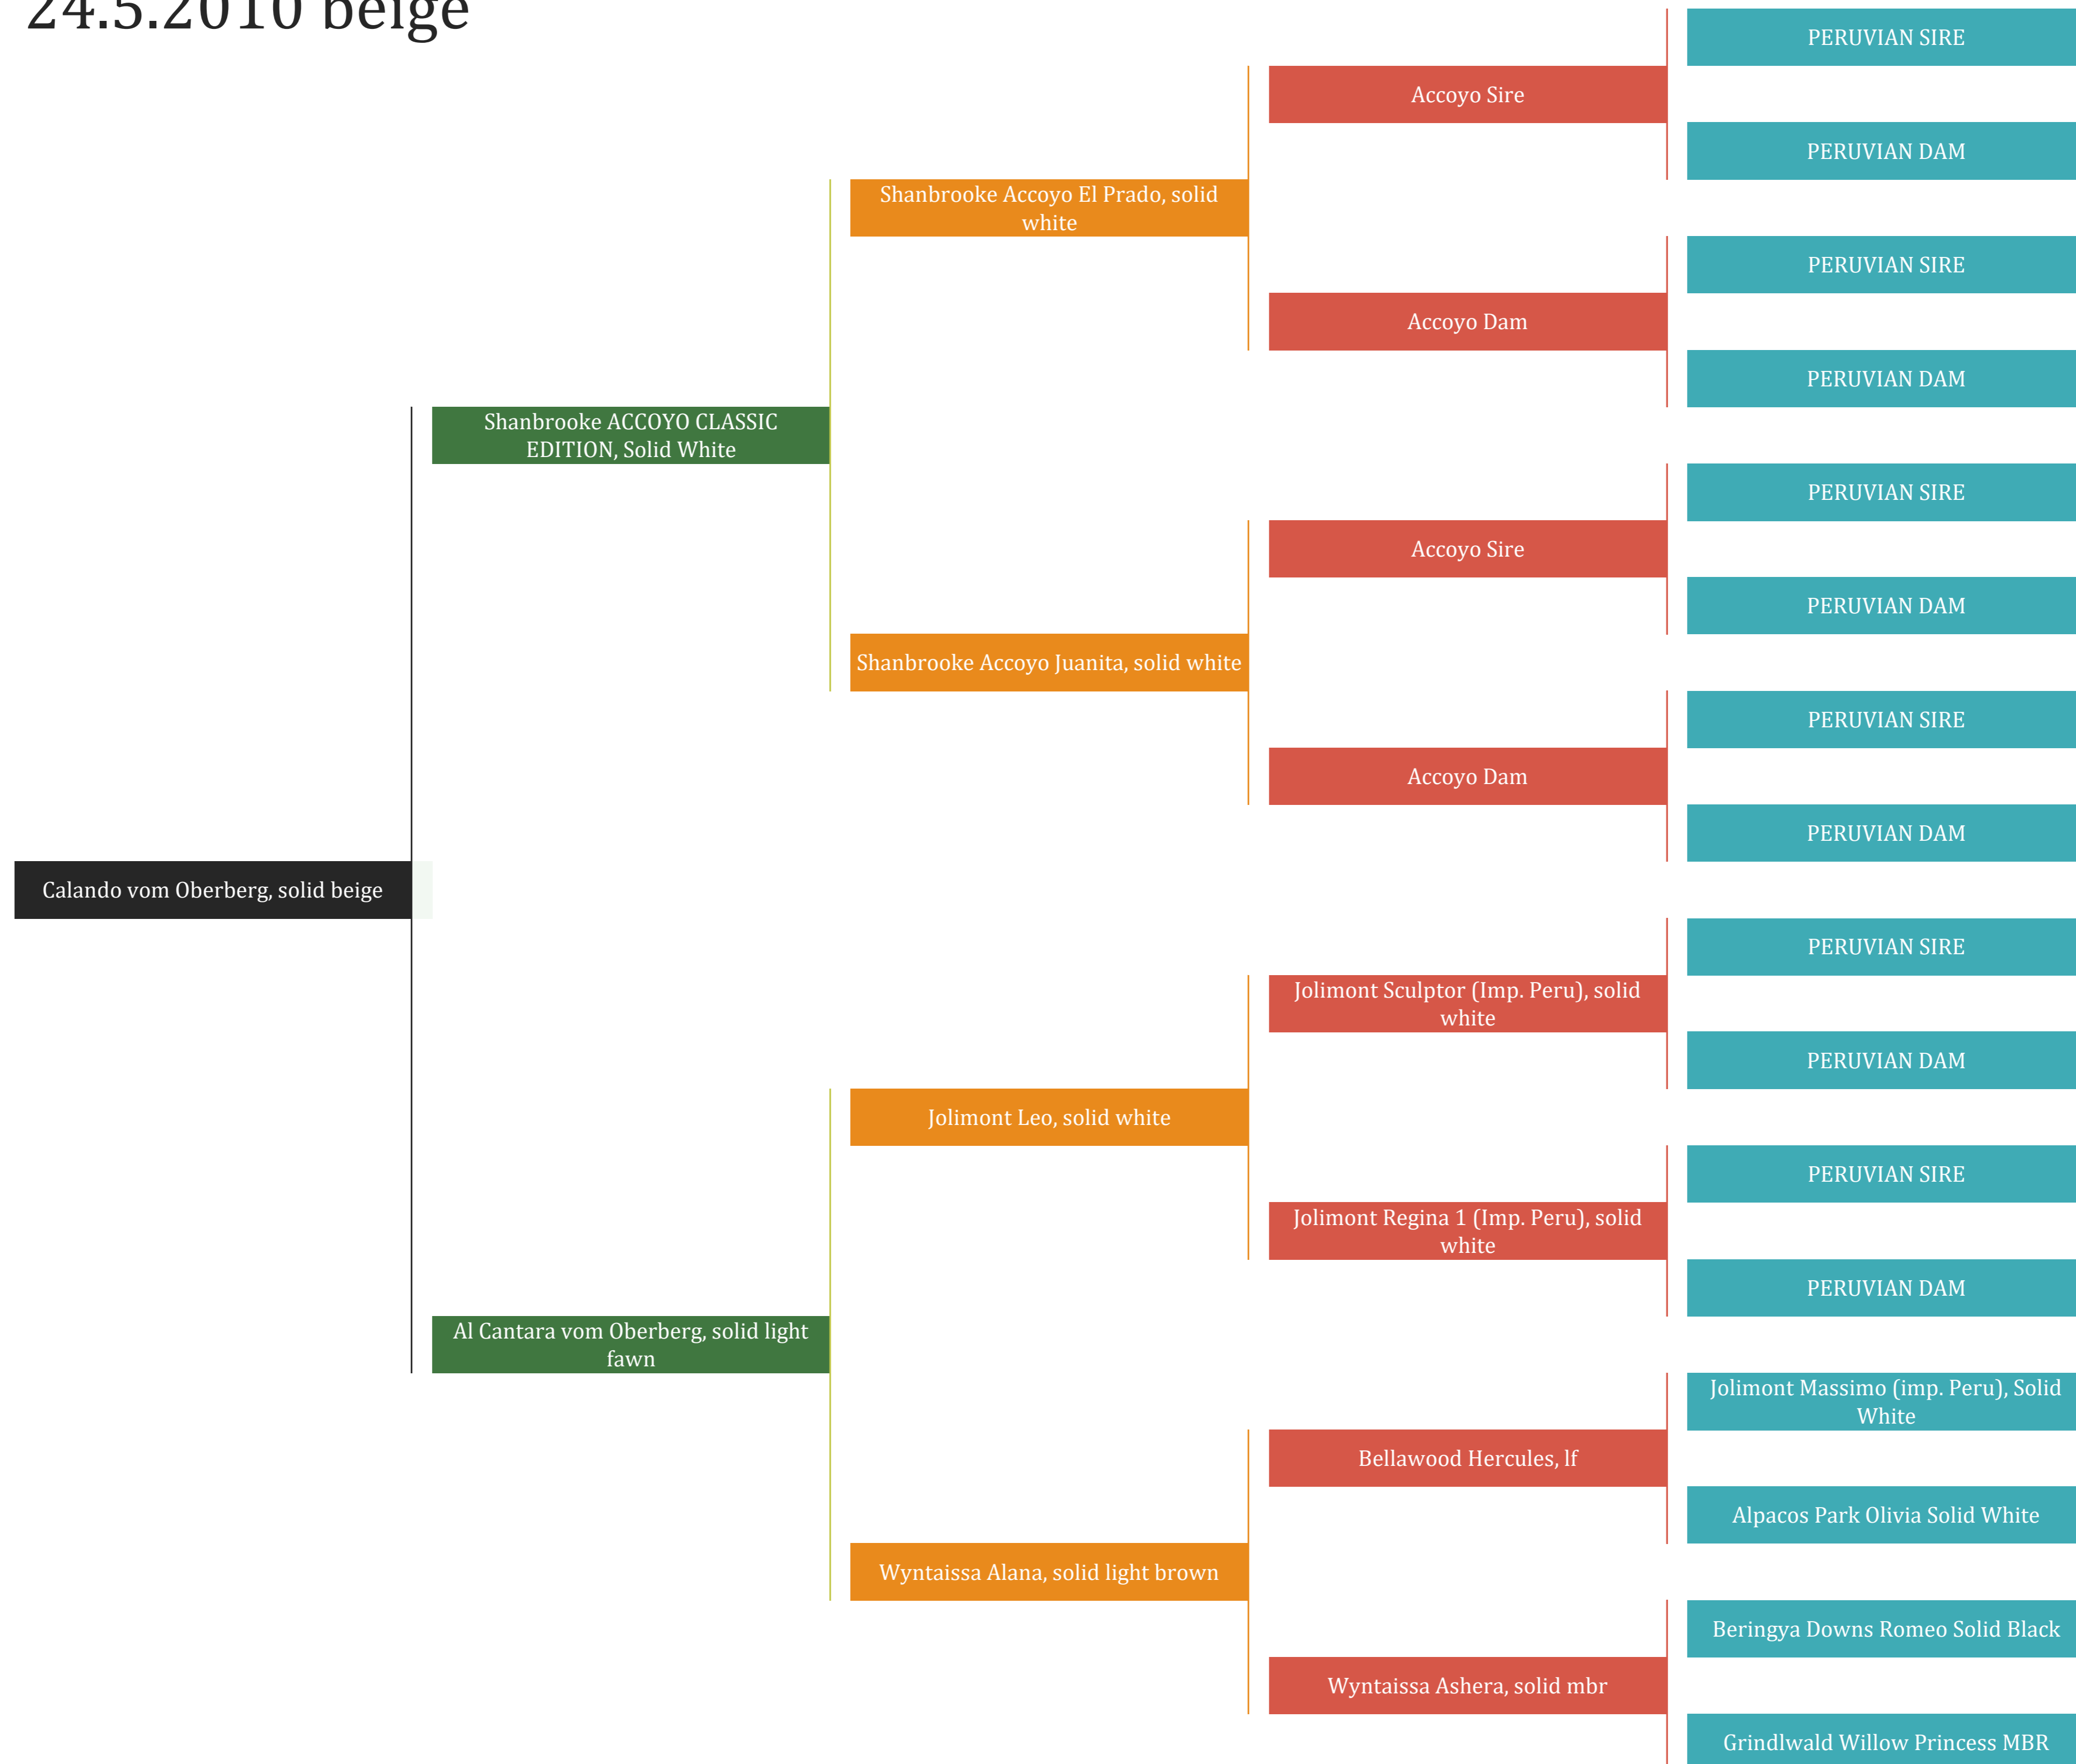 24.5.2010 beige
PERUVIAN SIRE
Accoyo Sire
PERUVIAN DAM
Shanbrooke Accoyo El Prado, solid
white
PERUVIAN SIRE
Accoyo Dam
PERUVIAN DAM
Shanbrooke ACCOYO CLASSIC
EDITION, Solid White
PERUVIAN SIRE
Accoyo Sire
PERUVIAN DAM
Shanbrooke Accoyo Juanita, solid white
PERUVIAN SIRE
Accoyo Dam
PERUVIAN DAM
Calando vom Oberberg, solid beige
PERUVIAN SIRE
Jolimont Sculptor (Imp. Peru), solid
white
PERUVIAN DAM
Jolimont Leo, solid white
PERUVIAN SIRE
Jolimont Regina 1 (Imp. Peru), solid
white
PERUVIAN DAM
Al Cantara vom Oberberg, solid light
fawn
Jolimont Massimo (imp. Peru), Solid
White
Bellawood Hercules, lf
Alpacos Park Olivia Solid White
Wyntaissa Alana, solid light brown
Beringya Downs Romeo Solid Black
Wyntaissa Ashera, solid mbr
Grindlwald Willow Princess MBR